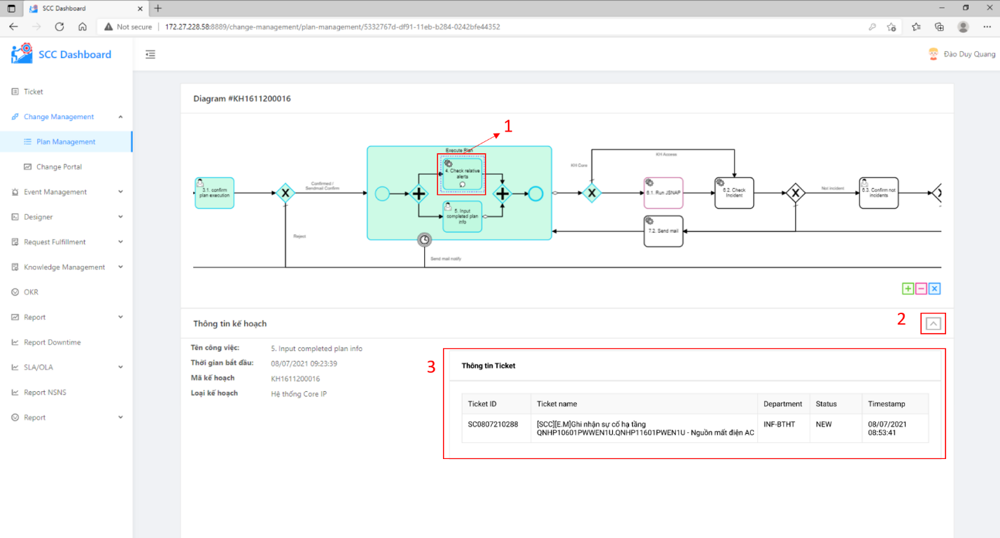 SCC Dashboard
Not secure
172.27.228.58:8889/change-management/plan-management/5332767d-df91-11eb-b284-0242bfe44352
SCC Dashboard
Đào Duy Quang
Ticket
Change Management
Plan Management
Change Portal
Event Management
Designer
Request Fulfillment
Knowledge Management
OKR
Report
Report Downtime
SLA/OLA
Report NSNS
Report
Diagram #KH1611200016
1
3.1. confirm
plan execution
Confirmed /
Sendmail Confirm
Reject
Execute Plan
4. Check relative
alerts
5. Input
completed plan
info
Send mail notify
KH Core
KH Access
6.1. Run JSNAP
6.2. Check
Incident
Not incident
6.3. Confirm not
incidents
7.2. Send mail
Thông tin kế hoạch
2
Tên công việc: 5. Input completed plan info
Thời gian bắt đầu: 08/07/2021 09:23:39
Mã kế hoạch KH1611200016
Loại kế hoạch Hệ thống Core IP
3
Thông tin Ticket
Ticket ID Ticket name Department Status Timestamp
SC0807210288 [SCC][E.M]Ghi nhận sự cố hạ tầng INF-BTHT NEW 08/07/2021
QNHP10601PWWEN1U.QNHP11601PWEN1U - Nguồn mất điện AC 08:53:41